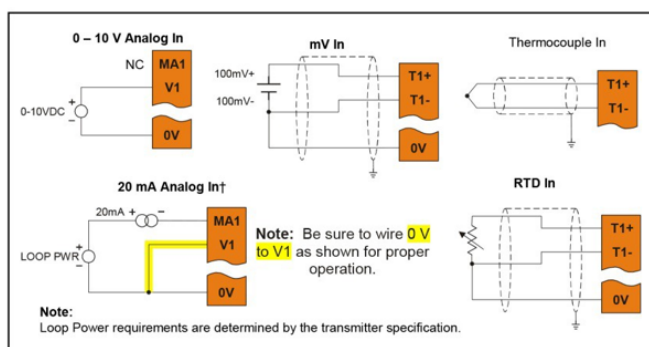 0 – 10 V Analog In
NC
MA1
V1
0-10VDC
+
−
0V
mV In
100mV+
100mV-
T1+
T1-
0V
Thermocouple In
T1+
T1-
20 mA Analog In†
20mA + −
MA1
V1
LOOP PWR
+
−
0V
Note: Be sure to wire 0 V
to V1 as shown for proper
operation.
RTD In
T1+
T1-
0V
Note:
Loop Power requirements are determined by the transmitter specification.